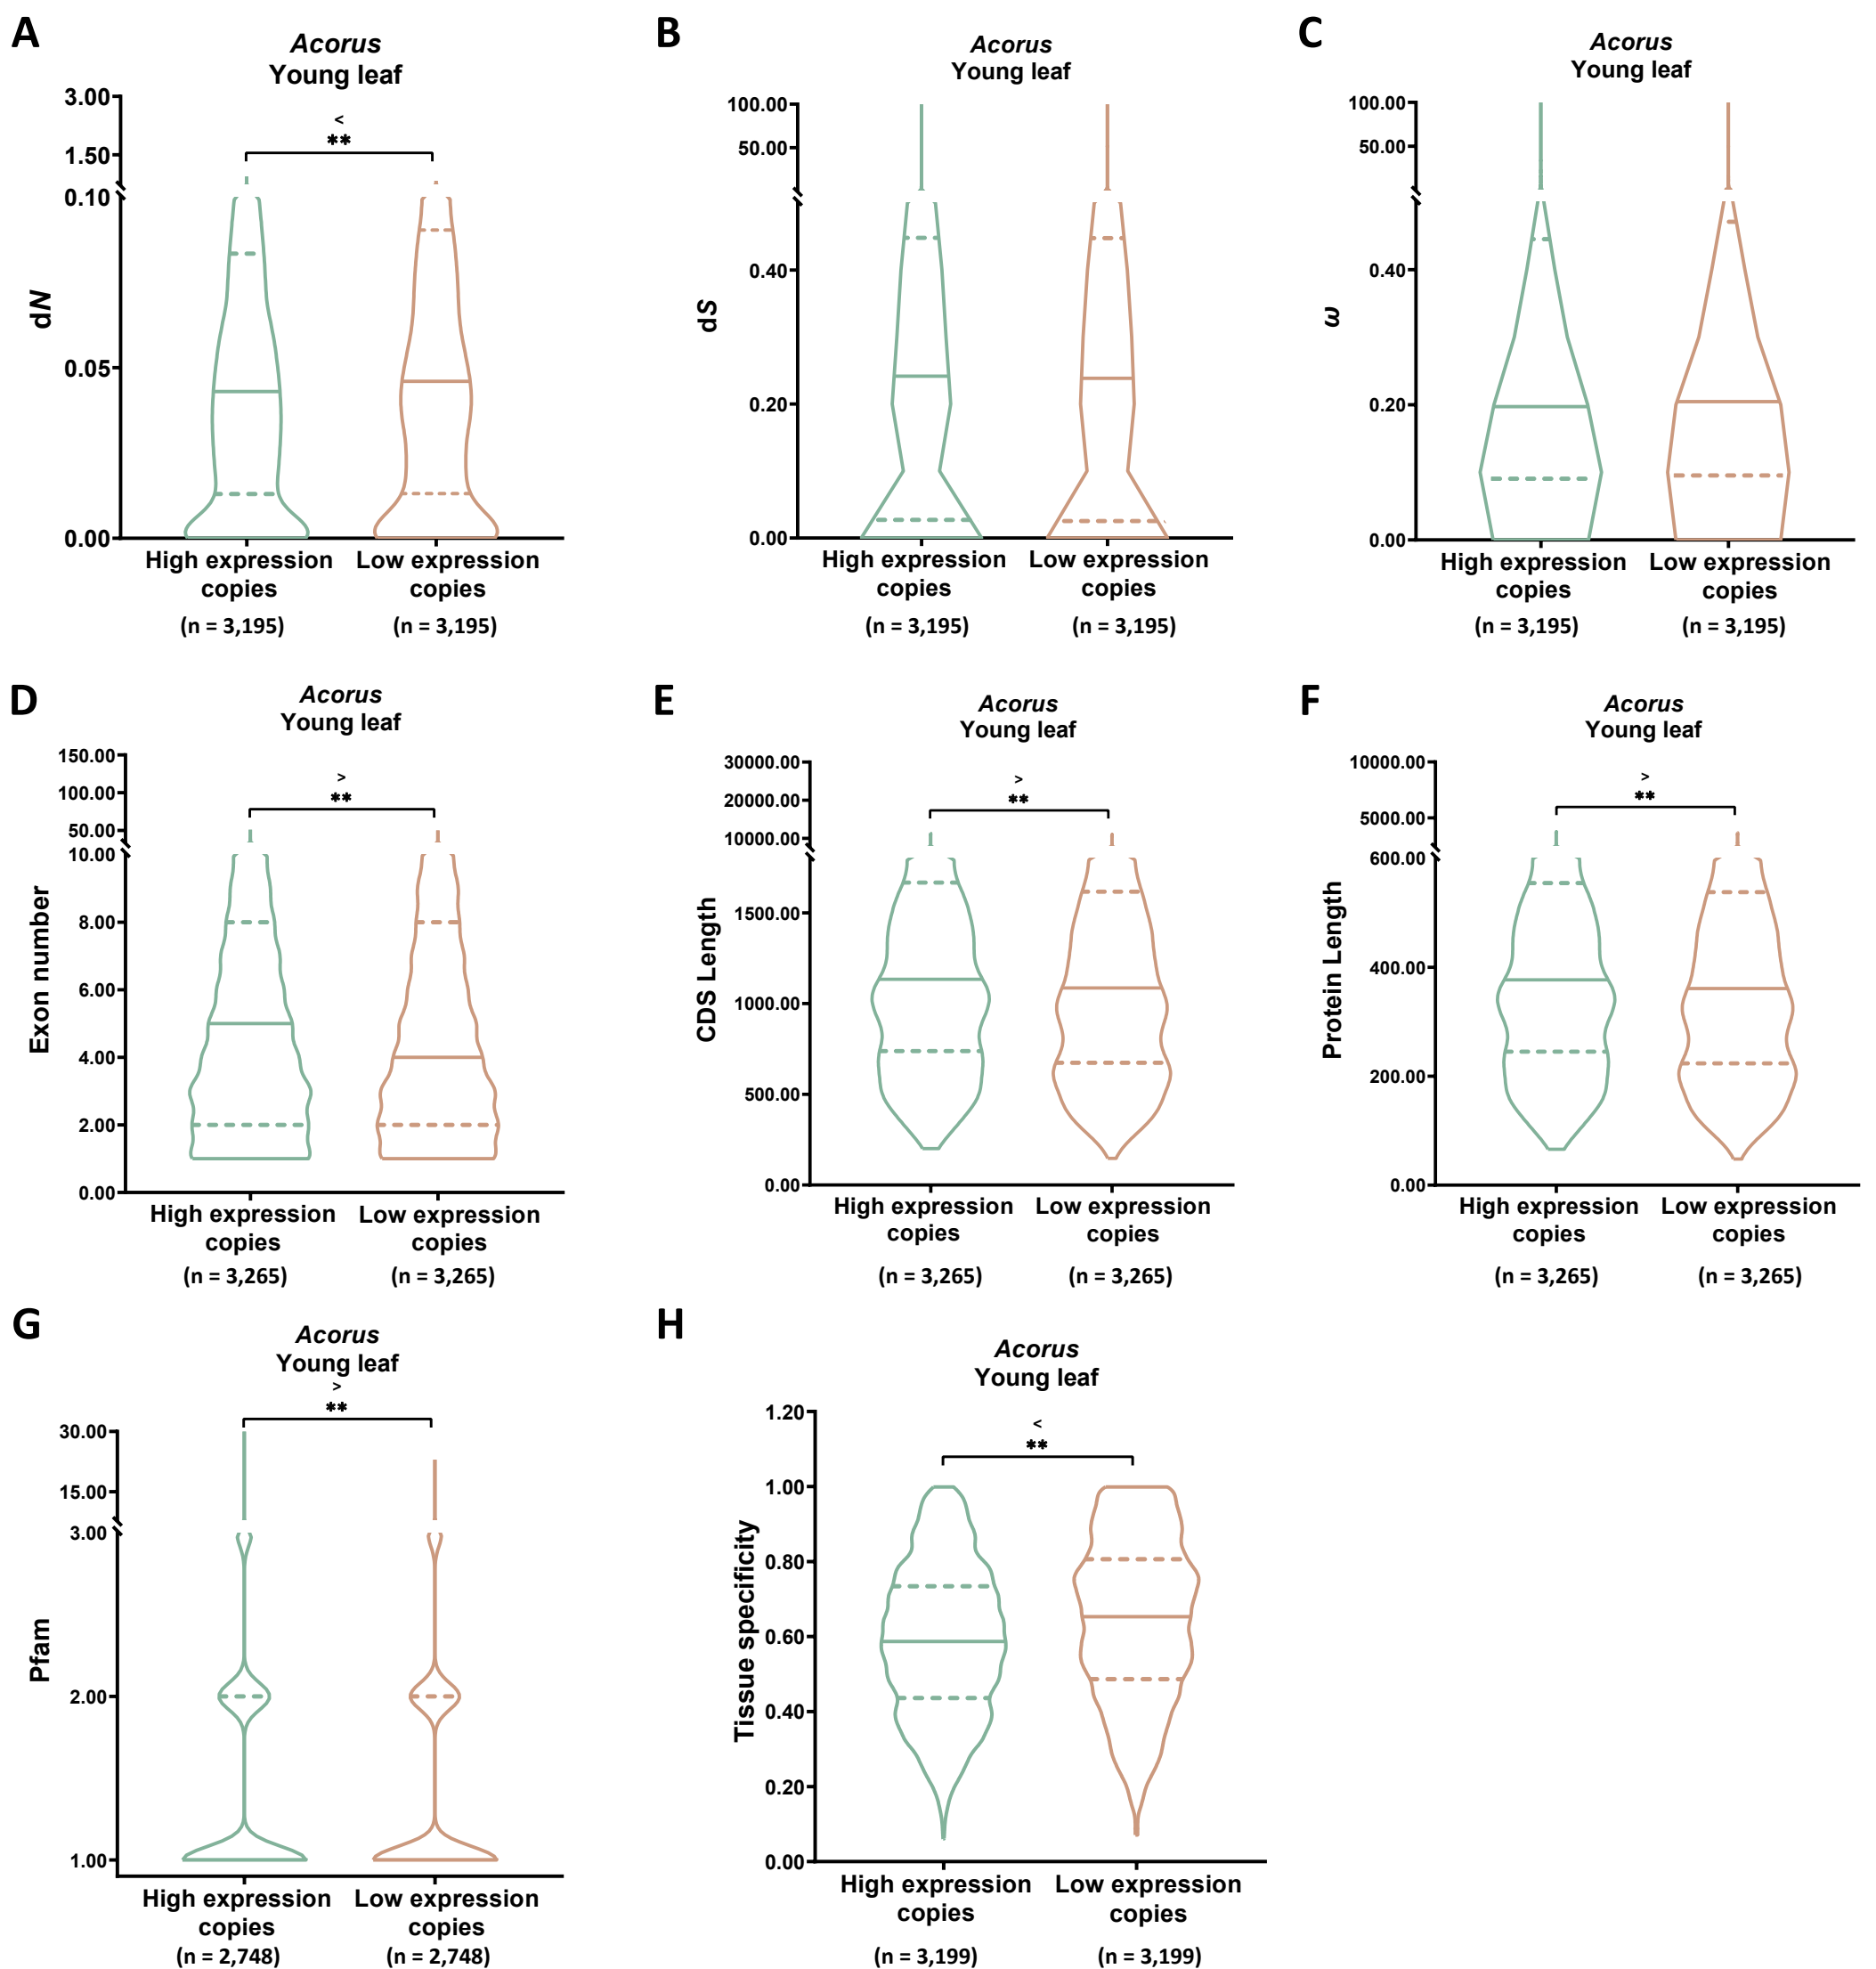 A
Acorus
Young leaf
3.00
1.50
0.10
0.05
0.00
<
**
dN
High expression copies
Low expression copies
(n = 3,195)
(n = 3,195)
B
Acorus
Young leaf
100.00
50.00
0.40
0.20
0.00
dS
High expression copies
Low expression copies
(n = 3,195)
(n = 3,195)
C
Acorus
Young leaf
100.00
50.00
0.40
0.20
0.00
ω
High expression copies
Low expression copies
(n = 3,195)
(n = 3,195)
D
Acorus
Young leaf
150.00
100.00
50.00
10.00
8.00
6.00
4.00
2.00
0.00
>
**
Exon number
High expression copies
Low expression copies
(n = 3,265)
(n = 3,265)
E
Acorus
Young leaf
30000.00
20000.00
10000.00
1500.00
1000.00
500.00
0.00
>
**
CDS Length
High expression copies
Low expression copies
(n = 3,265)
(n = 3,265)
F
Acorus
Young leaf
10000.00
5000.00
600.00
400.00
200.00
0.00
>
**
Protein Length
High expression copies
Low expression copies
(n = 3,265)
(n = 3,265)
G
Acorus
Young leaf
>
**
30.00
15.00
3.00
2.00
1.00
Pfam
High expression copies
Low expression copies
(n = 2,748)
(n = 2,748)
H
Acorus
Young leaf
1.20
1.00
0.80
0.60
0.40
0.20
0.00
<
**
Tissue specificity
High expression copies
Low expression copies
(n = 3,199)
(n = 3,199)